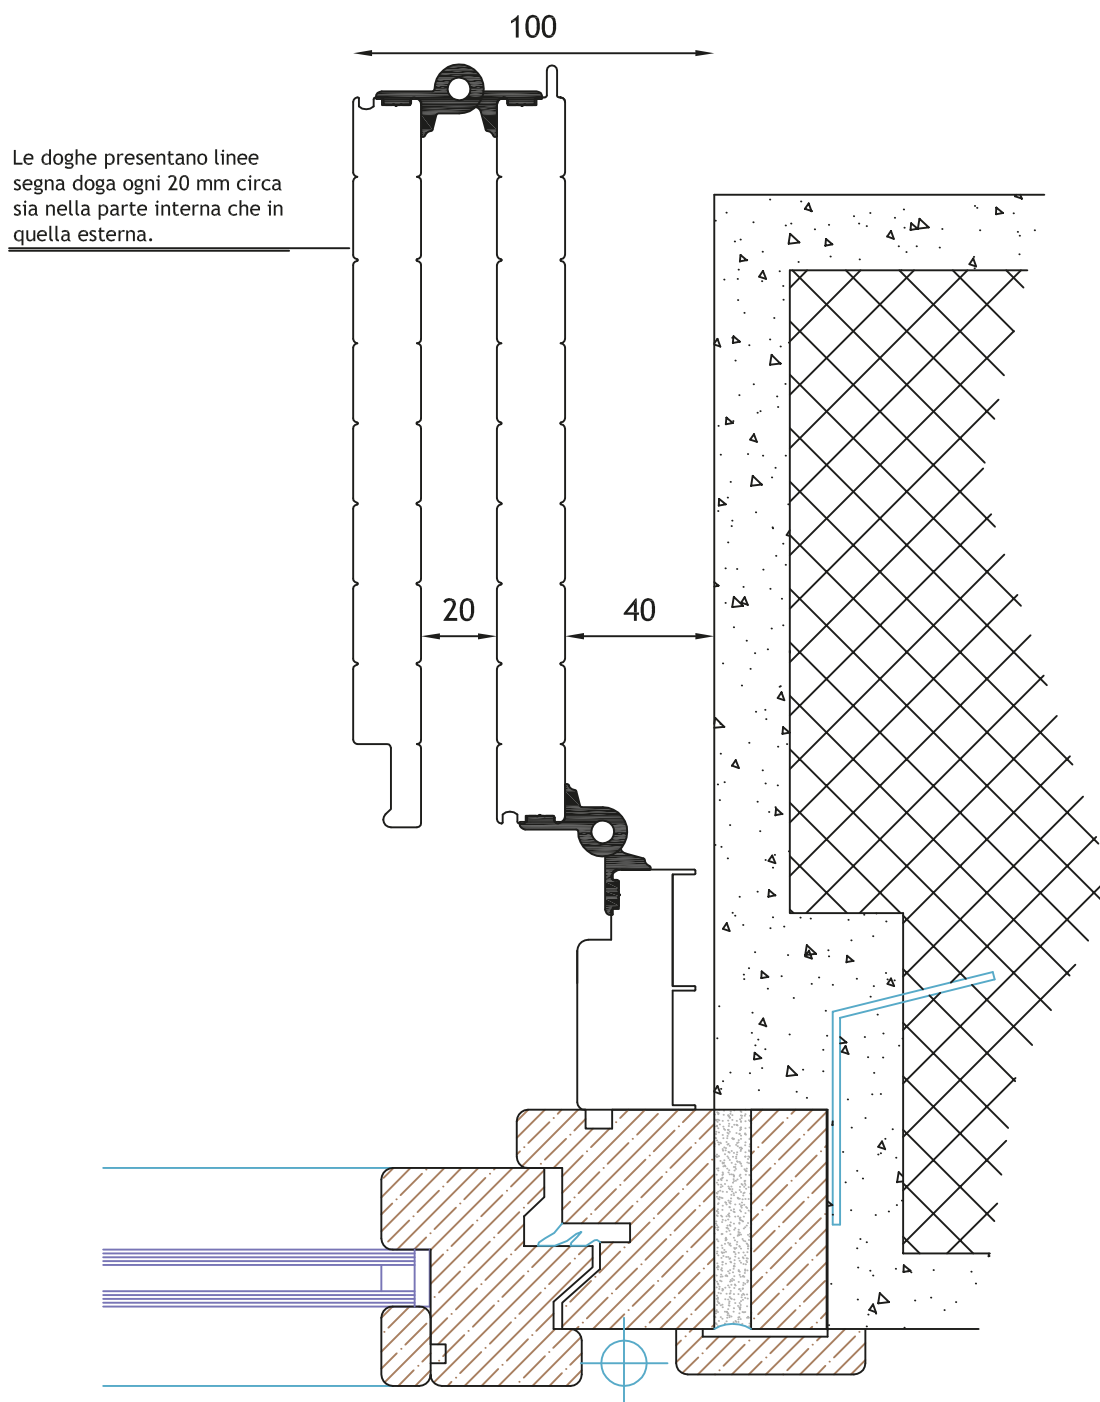 100
Le doghe presentano linee
segna doga ogni 20 mm circa
sia nella parte interna che in
quella esterna.
20
40